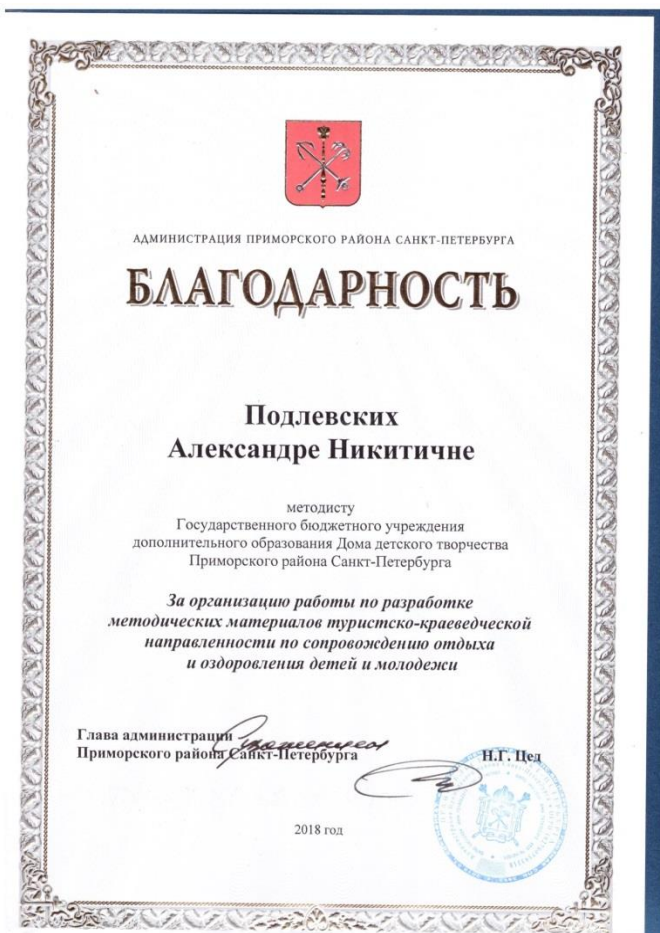 АДМИНИСТРАЦИЯ ПРИМОРСКОГО РАЙОНА САНКТ-ПЕТЕРБУРГА
БЛАГОДАРНОСТЬ
Подлевских
Александре Никитичне
методисту
Государственного бюджетного учреждения
дополнительного образования Дома детского творчества
Приморского района Санкт-Петербурга
За организацию работы по разработке
методических материалов туристско-краеведческой
направленности по сопровождению отдыха
и оздоровления детей и молодежи
Глава администрации
Приморского района Санкт-Петербурга
Н.Г. Цед
2018 год